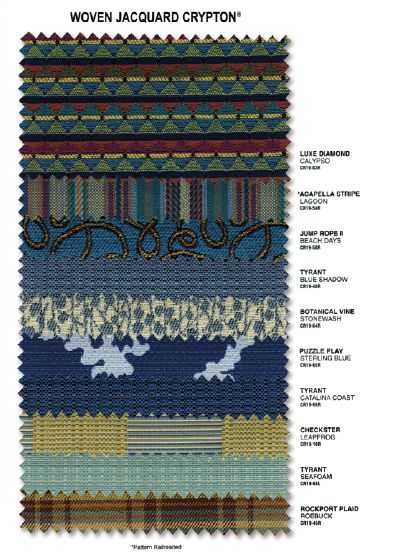 WOVEN JACQUARD CRYPTON®
LUXE DIAMOND
CALYPSO
*ACAPELLA STRIPE
LAGOON
JUMP ROPE II
BEACH DAYS
TYRANT
BLUE SHADOW
BOTANICAL VINE
STONEWASH
PUZZLE PLAY
STERLING BLUE
TYRANT
CATALINA COAST
CHECKSTER
LEAPFROG
TYRANT
SEAFOAM
ROCKPORT PLAID
ROEBUCK
*Pattern Railroaded